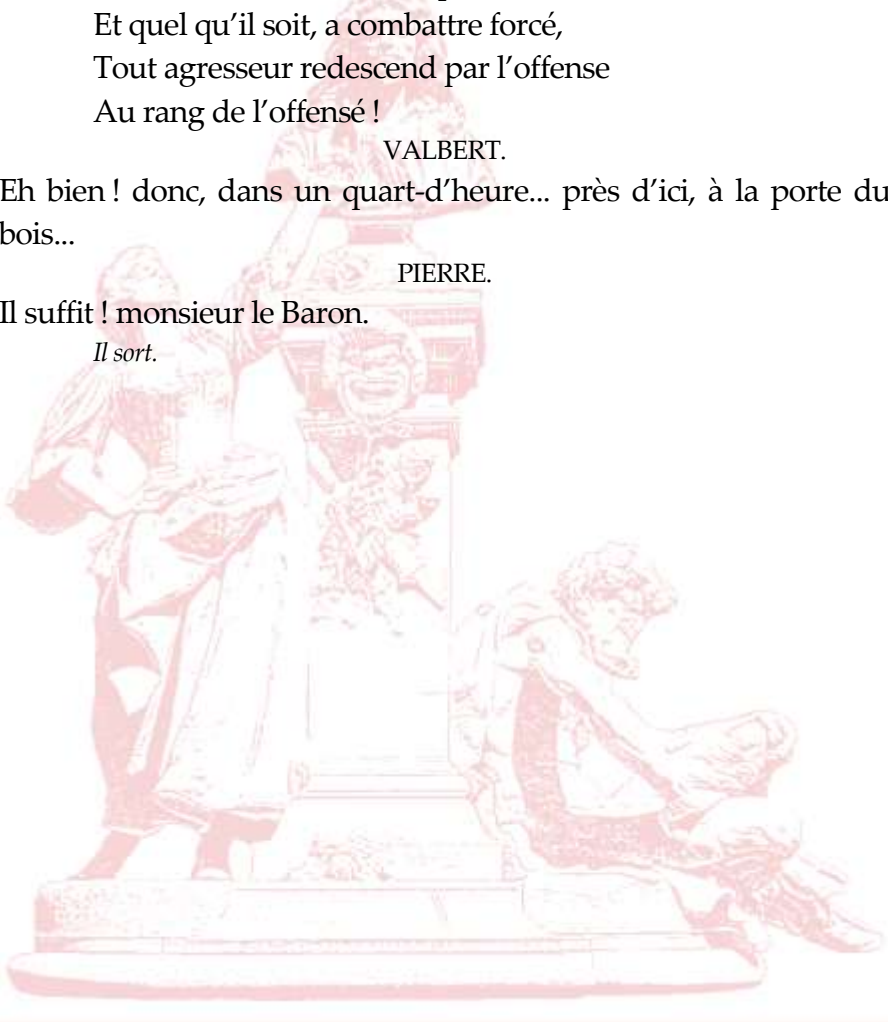 Et quel qu’il soit, a combattre forcé,
Tout agresseur redescend par l’offense
Au rang de l’offensé !
VALBERT.
Eh bien ! donc, dans un quart-d’heure... près d’ici, à la porte du
bois...
PIERRE.
Il suffit ! monsieur le Baron.
Il sort.